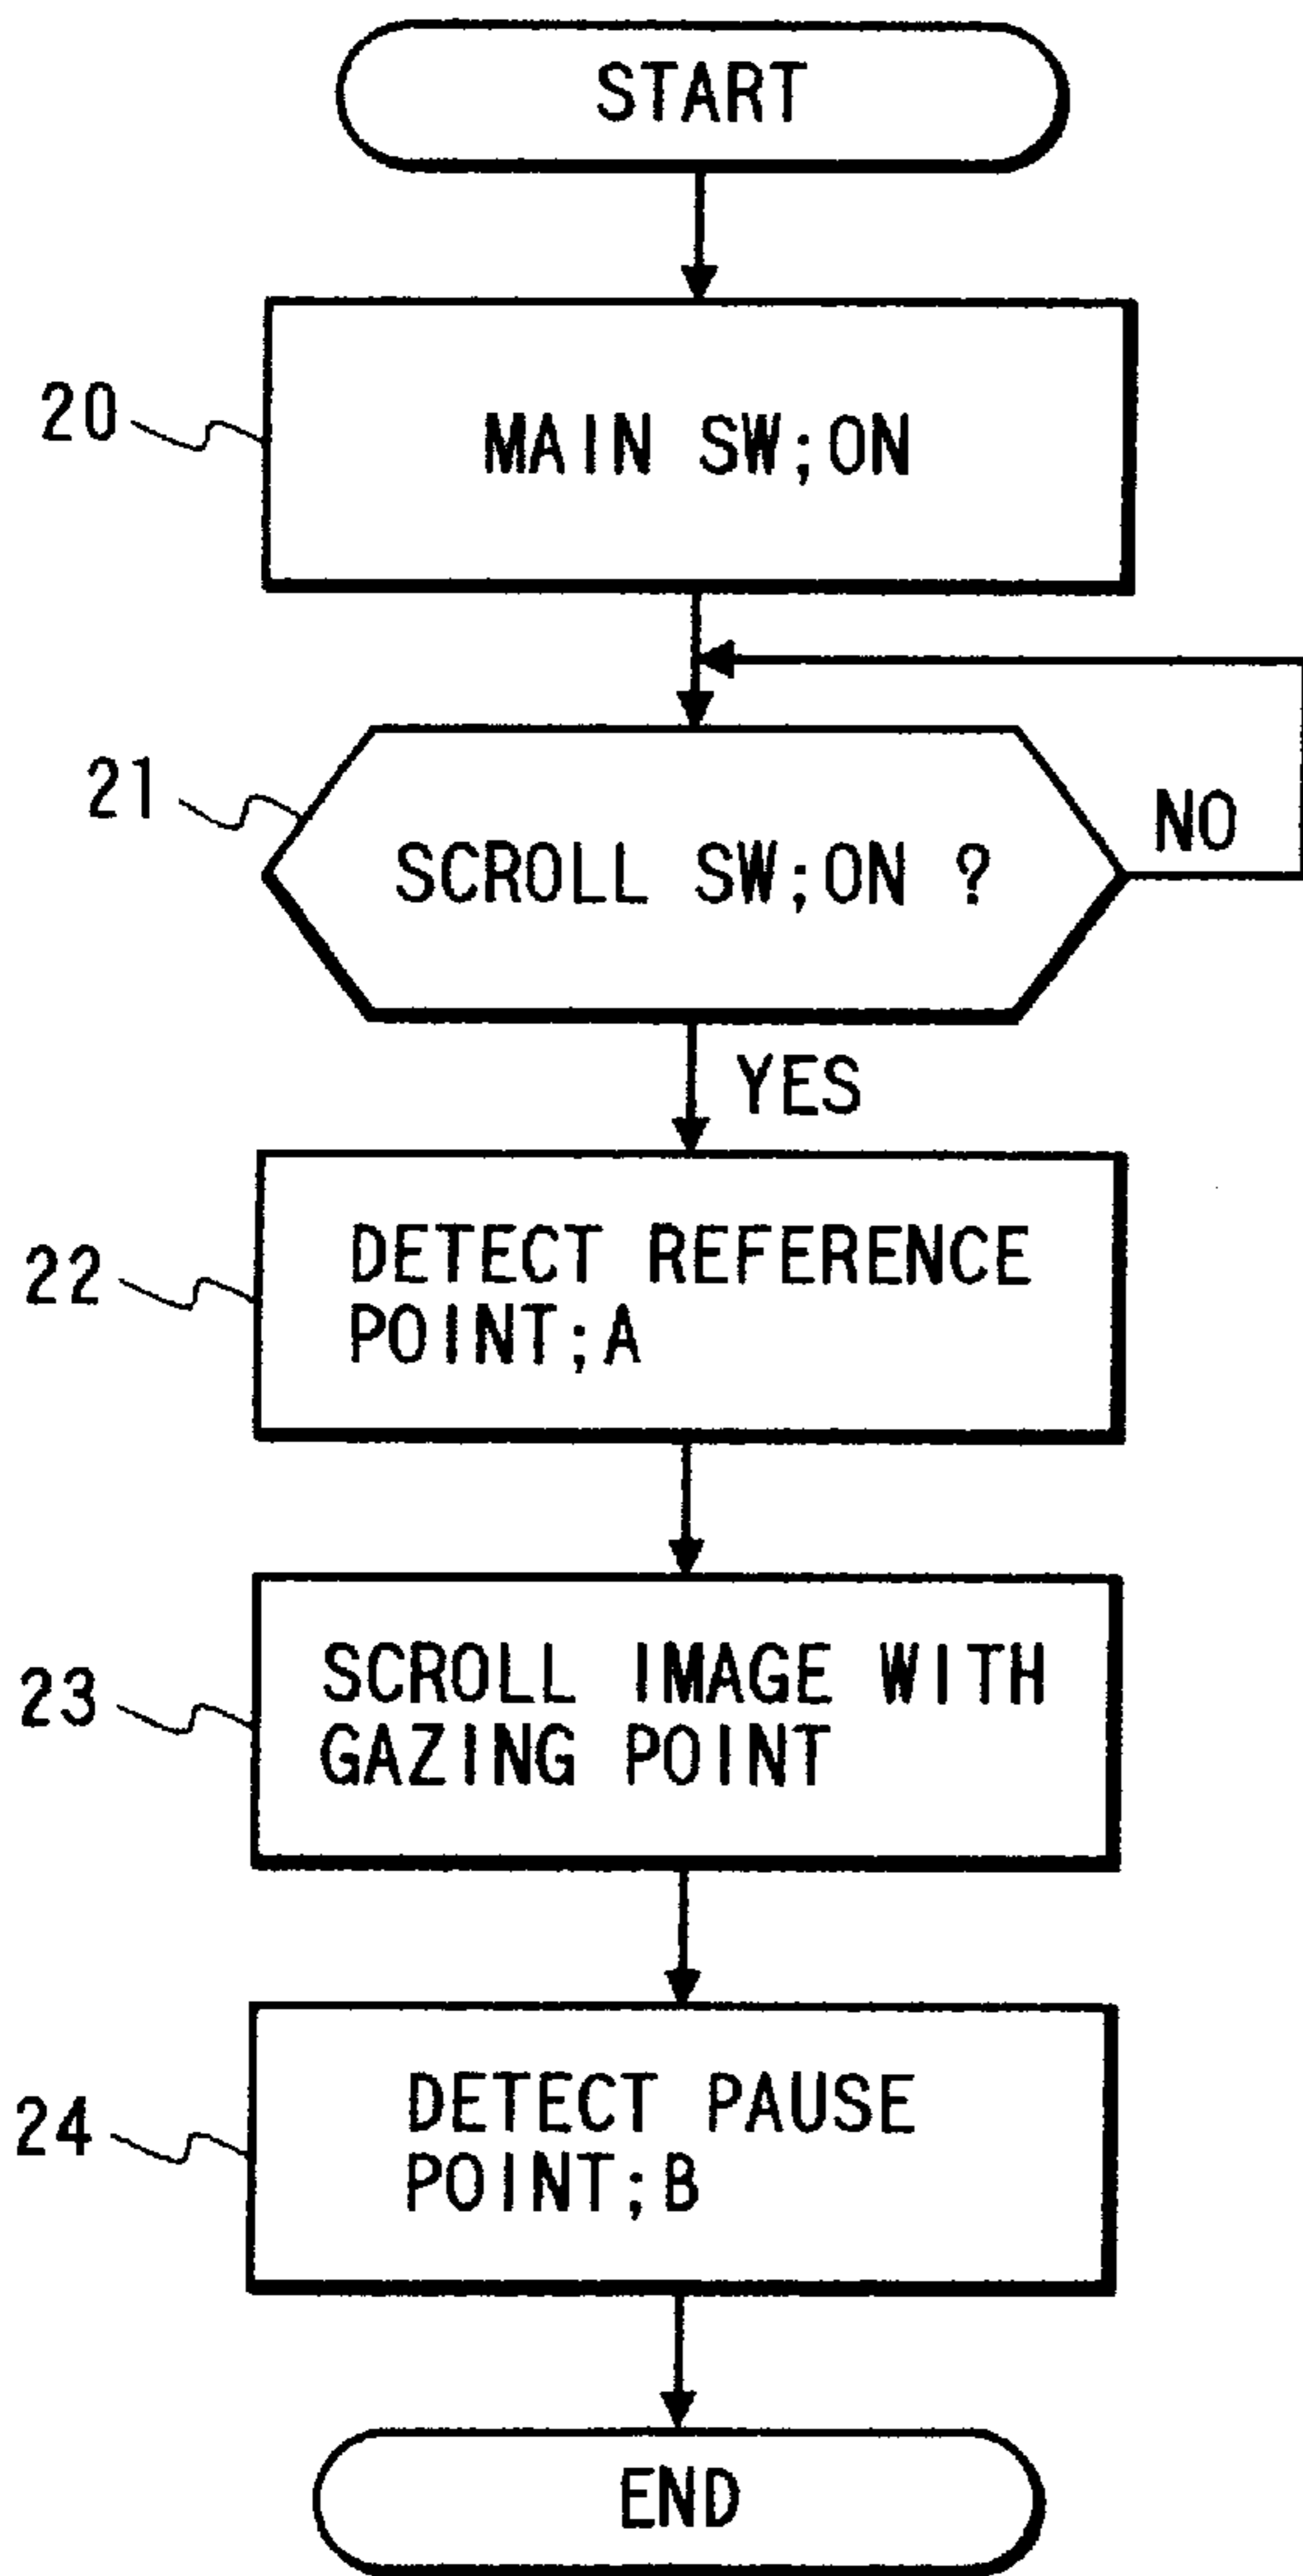 START
20
MAIN SW;ON
21
SCROLL SW;ON ?
NO
YES
22
DETECT REFERENCE
POINT;A
23
SCROLL IMAGE WITH
GAZING POINT
24
DETECT PAUSE
POINT;B
END